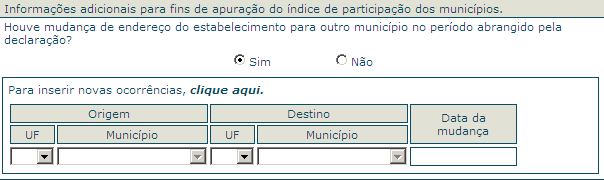 Informações adicionais para fins de apuração do índice de participação dos municípios.
Houve mudança de endereço do estabelecimento para outro município no período abrangido pela
declaração?
Sim Não
Para inserir novas ocorrências, clique aqui.
Origem Destino Data da
mudança
UF Município UF Município